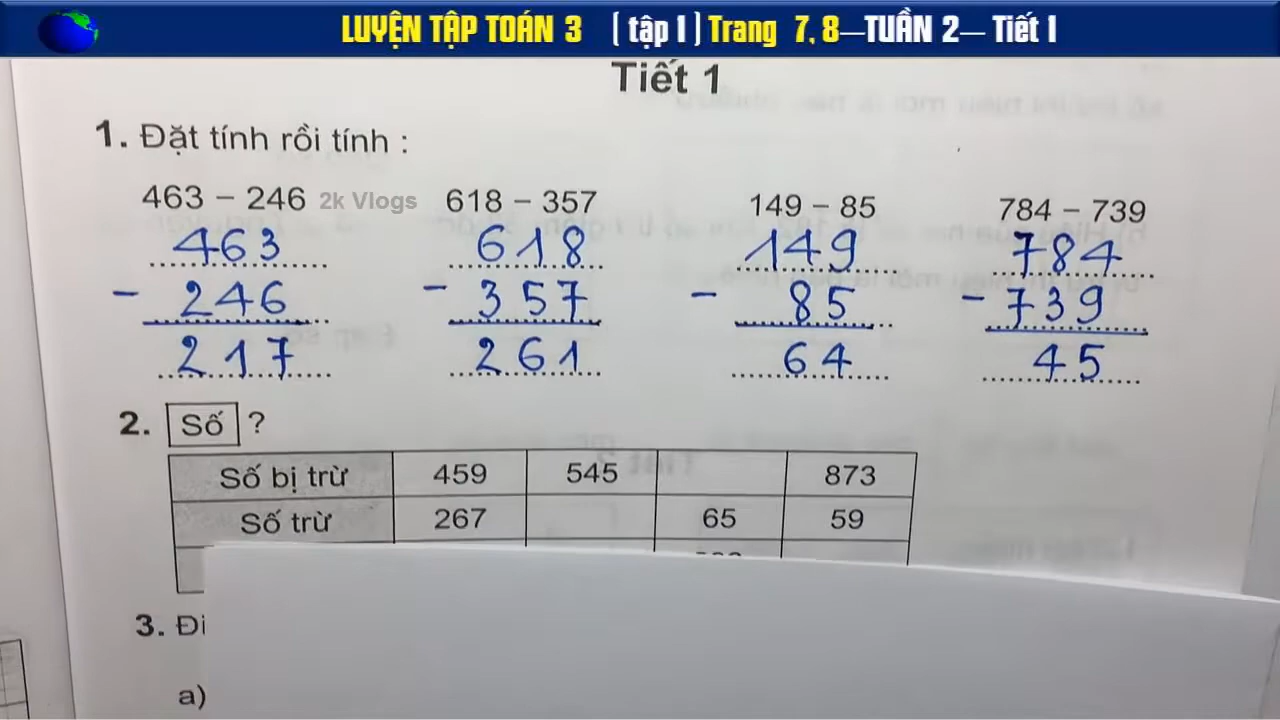 LUYỆN TẬP TOÁN 3 ( tập 1 ) Trang 7, 8—TUẦN 2— Tiết 1
Tiết 1
1. Đặt tính rồi tính :
463 – 246 2k Vlogs 618 – 357 149 – 85 784 – 739
463 618 149 784
- 246 - 357 - 85 - 739
217 261 64 45
2. Số ?
Số bị trừ 459 545 873
Số trừ 267 65 59
3. Đi
a)